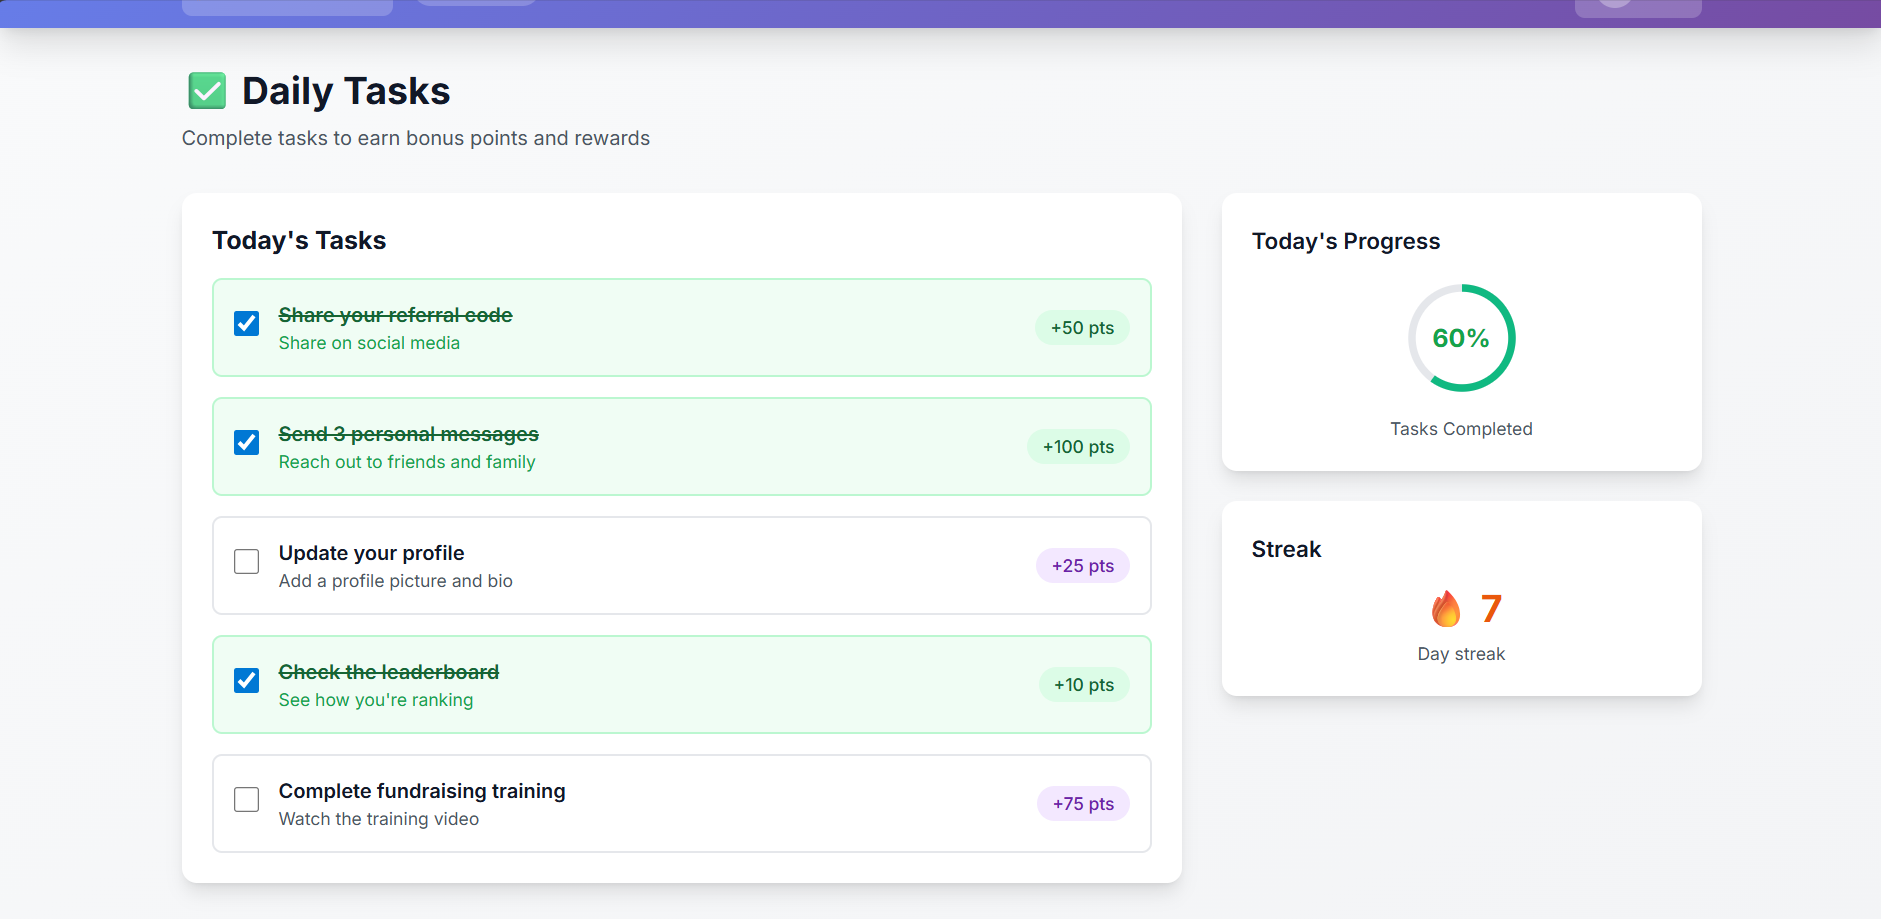 Daily Tasks
Complete tasks to earn bonus points and rewards
Today's Tasks
Share your referral code
Share on social media
+50 pts
Send 3 personal messages
Reach out to friends and family
+100 pts
Update your profile
Add a profile picture and bio
+25 pts
Check the leaderboard
See how you're ranking
+10 pts
Complete fundraising training
Watch the training video
+75 pts
Today's Progress
60%
Tasks Completed
Streak
7
Day streak